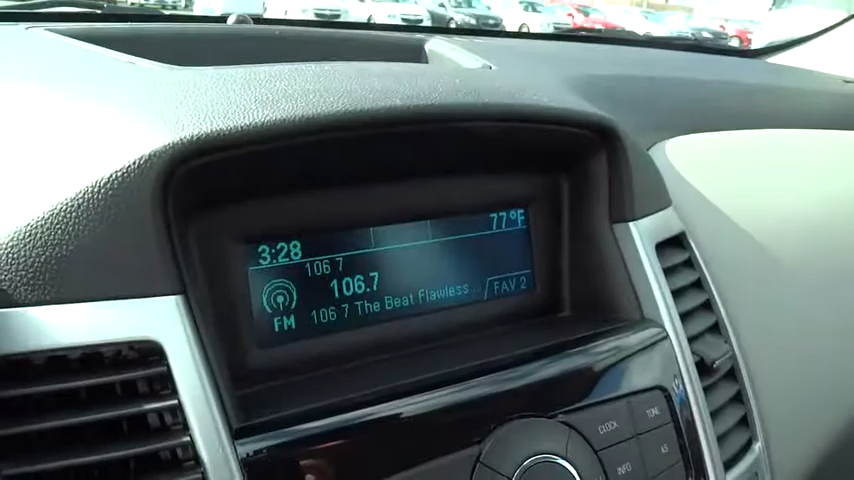 3:28
77°F
106 7
106.7
FM
106 7 The Beat Flawless...
FAV 2
CLOCK
TONE
INFO